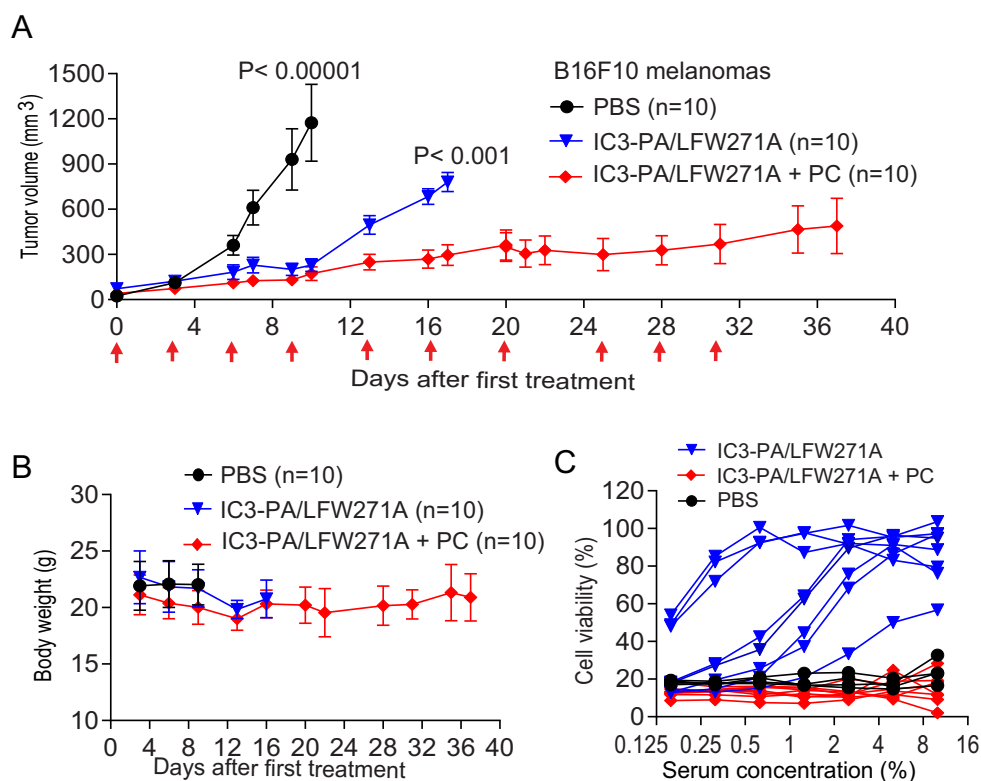 A
Tumor volume (mm³)
1500
1200
900
600
300
0
P< 0.00001
P< 0.001
B16F10 melanomas
PBS (n=10)
IC3-PA/LFW271A (n=10)
IC3-PA/LFW271A + PC (n=10)
0 4 8 12 16 20 24 28 32 36 40
Days after first treatment
B
Body weight (g)
30
25
20
15
10
PBS (n=10)
IC3-PA/LFW271A (n=10)
IC3-PA/LFW271A + PC (n=10)
0 4 8 12 16 20 24 28 32 36 40
Days after first treatment
C
IC3-PA/LFW271A
IC3-PA/LFW271A + PC
PBS
Cell viability (%)
120
100
80
60
40
20
0
0.125 0.25 0.5 1 2 4 8 16
Serum concentration (%)